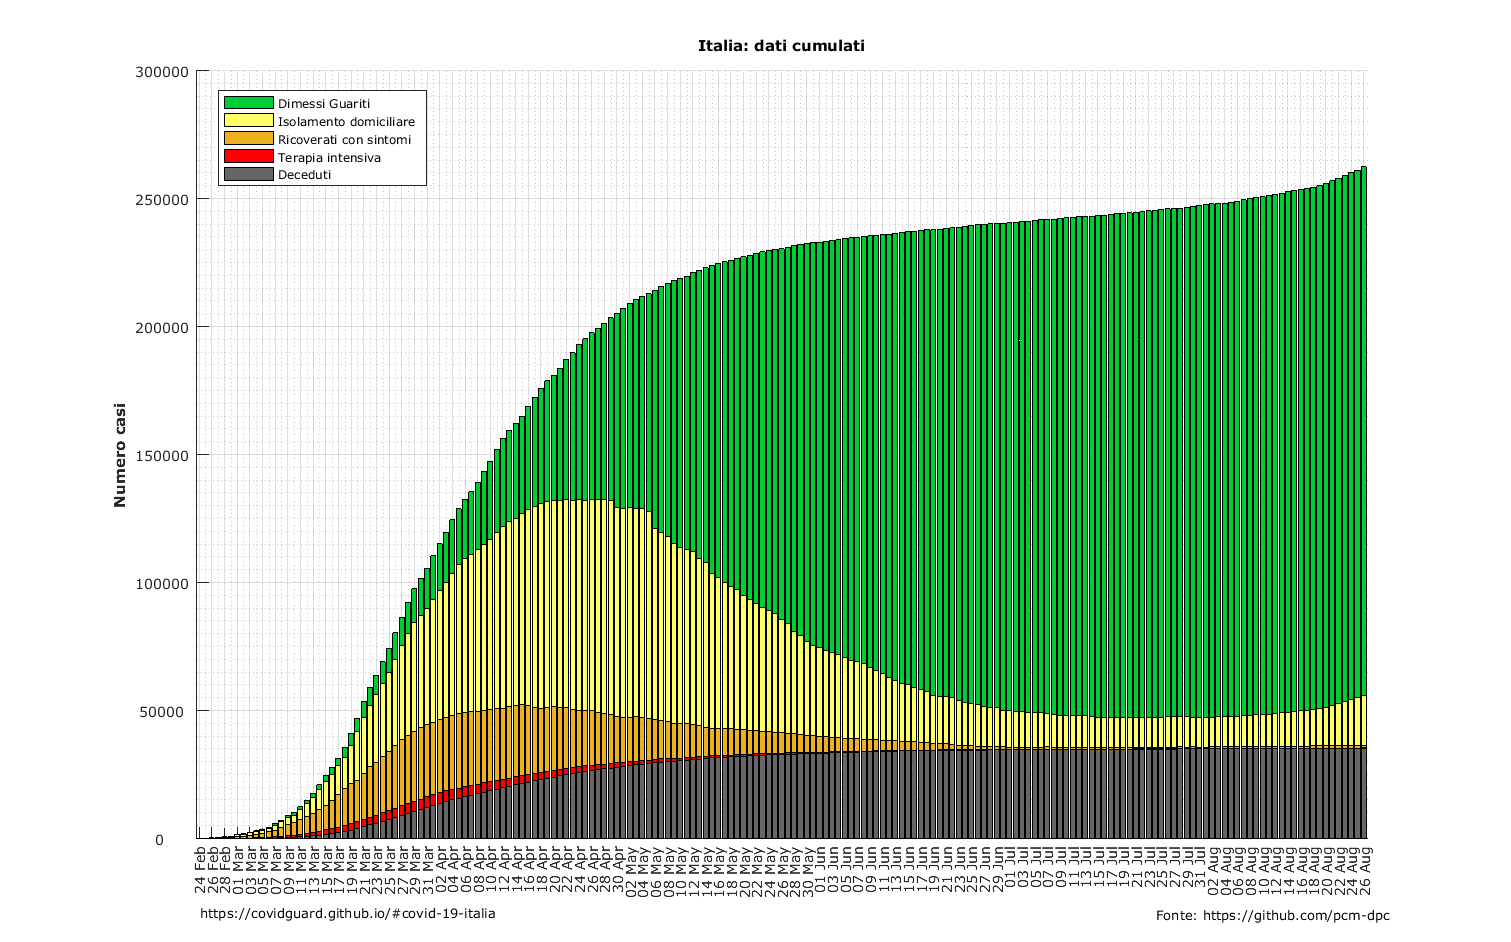 Italia: dati cumulati
300000
250000
200000
150000
100000
50000
0
Numero casi
Dimessi Guariti
Isolamento domiciliare
Ricoverati con sintomi
Terapia intensiva
Deceduti
24 Feb
26 Feb
28 Feb
01 Mar
03 Mar
05 Mar
07 Mar
09 Mar
11 Mar
13 Mar
15 Mar
17 Mar
19 Mar
21 Mar
23 Mar
25 Mar
27 Mar
29 Mar
31 Mar
02 Apr
04 Apr
06 Apr
08 Apr
10 Apr
12 Apr
14 Apr
16 Apr
18 Apr
20 Apr
22 Apr
24 Apr
26 Apr
28 Apr
30 Apr
02 May
04 May
06 May
08 May
10 May
12 May
14 May
16 May
18 May
20 May
22 May
24 May
26 May
28 May
30 May
01 Jun
03 Jun
05 Jun
07 Jun
09 Jun
11 Jun
13 Jun
15 Jun
17 Jun
19 Jun
21 Jun
23 Jun
25 Jun
27 Jun
29 Jun
01 Jul
03 Jul
05 Jul
07 Jul
09 Jul
11 Jul
13 Jul
15 Jul
17 Jul
19 Jul
21 Jul
23 Jul
25 Jul
27 Jul
29 Jul
31 Jul
02 Aug
04 Aug
06 Aug
08 Aug
10 Aug
12 Aug
14 Aug
16 Aug
18 Aug
20 Aug
22 Aug
24 Aug
26 Aug
https://covidguard.github.io/#covid-19-italia
Fonte: https://github.com/pcm-dpc